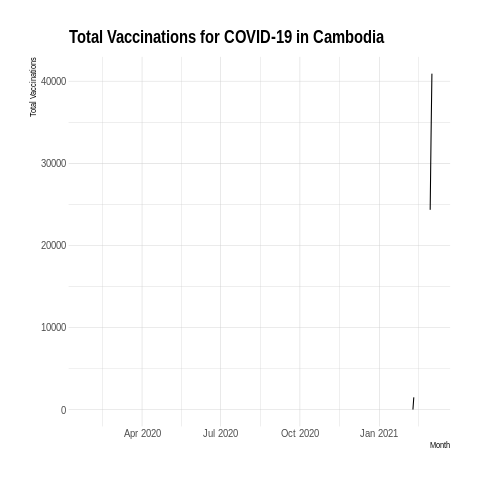 Total Vaccinations for COVID-19 in Cambodia
Total Vaccinations
40000
30000
20000
10000
0
Apr 2020
Jul 2020
Oct 2020
Jan 2021
Month